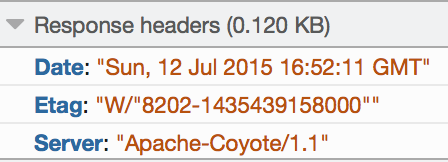 Response headers (0.120 KB)
Date: "Sun, 12 Jul 2015 16:52:11 GMT"
Etag: "W/"8202-1435439158000""
Server: "Apache-Coyote/1.1"